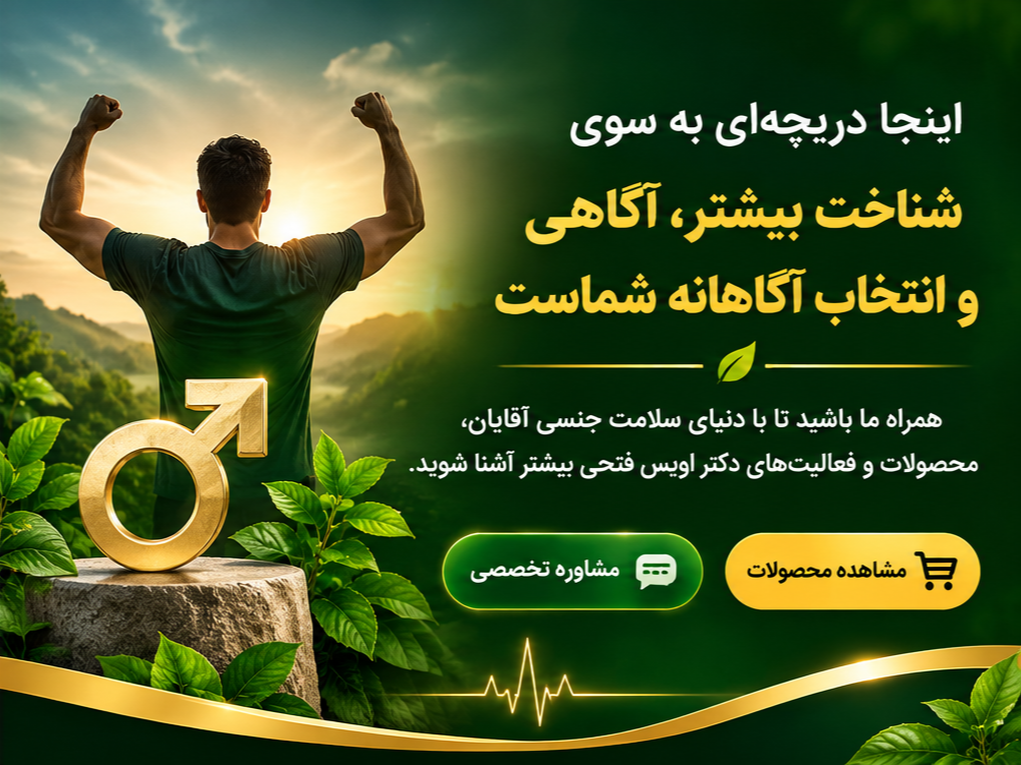 اینجا دریچه‌ای به سوی
شناخت بیشتر، آگاهی
و انتخاب آگاهانه شماست
همراه ما باشید تا با دنیای سلامت جنسی آقایان،
محصولات و فعالیت‌های دکتر اویس فتحی بیشتر آشنا شوید.
مشاهده محصولات
مشاوره تخصصی